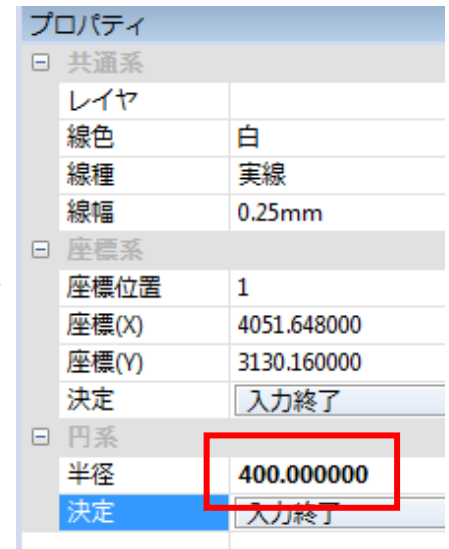 プロパティ
共通系
レイヤ
線色 白
線種 実線
線幅 0.25mm
座標系
座標位置 1
座標(X) 4051.648000
座標(Y) 3130.160000
決定 入力終了
円系
半径 400.000000
決定 入力終了